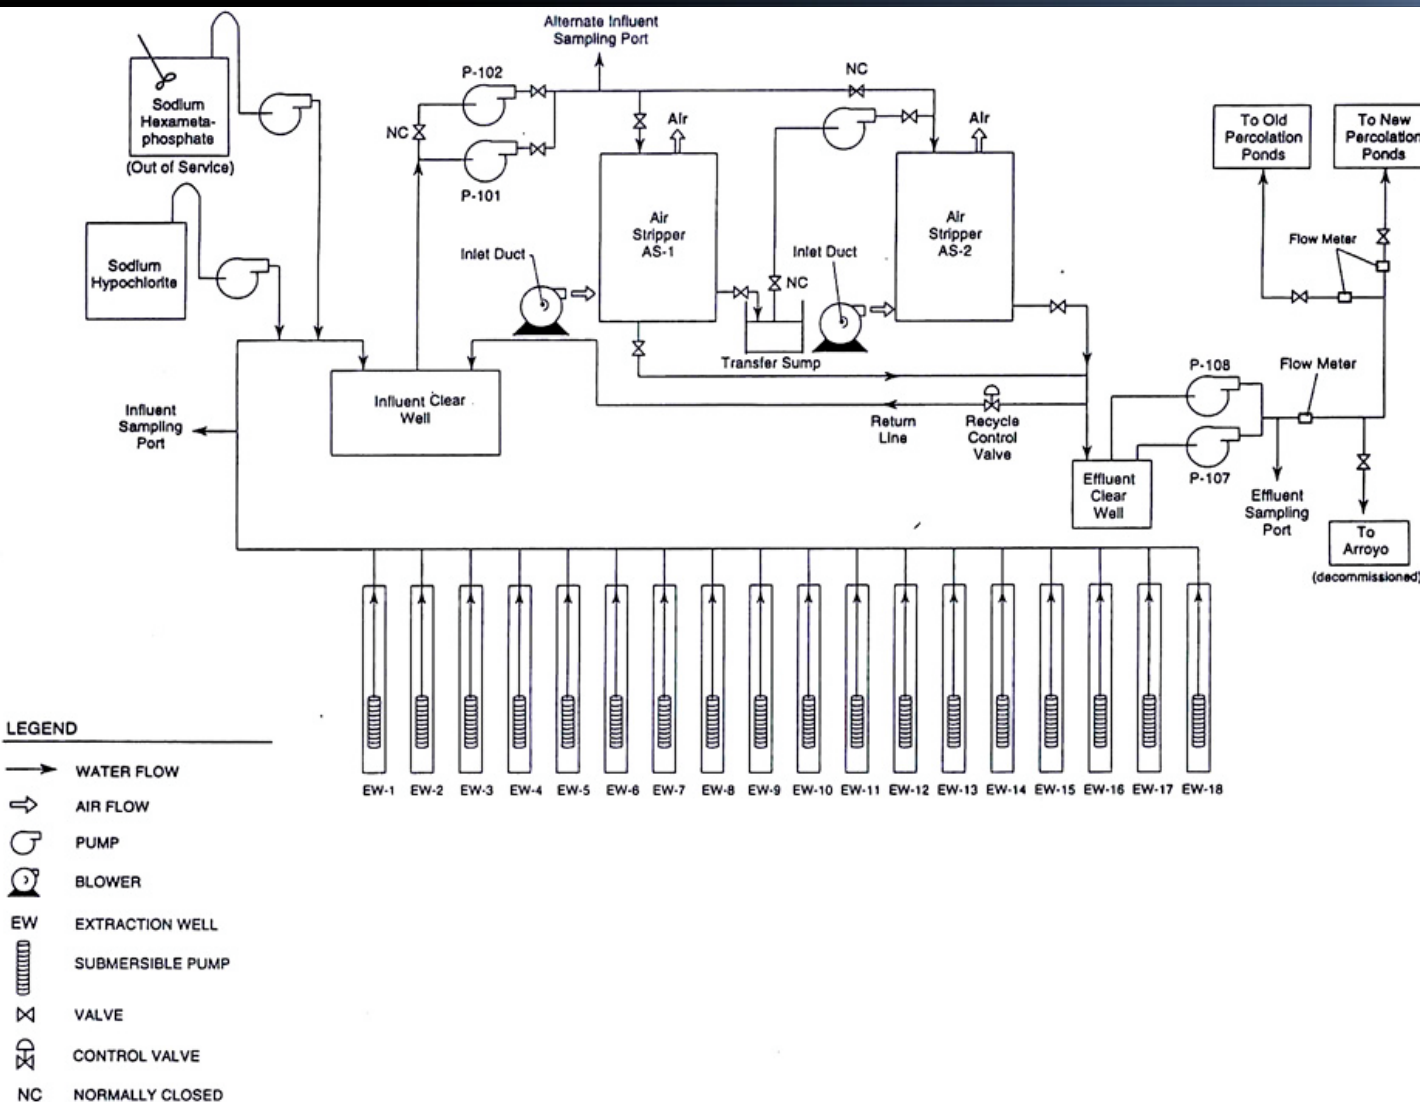 Alternate Influent
Sampling Port
P-102
NC
Sodium
Hexameta-
phosphate
(Out of Service)
NC
Air
Air
To Old
Percolation
Ponds
To New
Percolation
Ponds
P-101
Sodium
Hypochlorite
Inlet Duct
Air
Stripper
AS-1
Inlet Duct
Air
Stripper
AS-2
Flow Meter
NC
Transfer Sump
P-108
Flow Meter
Influent
Sampling
Port
Influent Clear
Well
Return
Line
Recycle
Control
Valve
P-107
Effluent
Clear
Well
Effluent
Sampling
Port
To
Arroyo
(decommissioned)
EW-1 EW-2 EW-3 EW-4 EW-5 EW-6 EW-7 EW-8 EW-9 EW-10 EW-11 EW-12 EW-13 EW-14 EW-15 EW-16 EW-17 EW-18
LEGEND
WATER FLOW
AIR FLOW
PUMP
BLOWER
EW EXTRACTION WELL
SUBMERSIBLE PUMP
VALVE
CONTROL VALVE
NC NORMALLY CLOSED